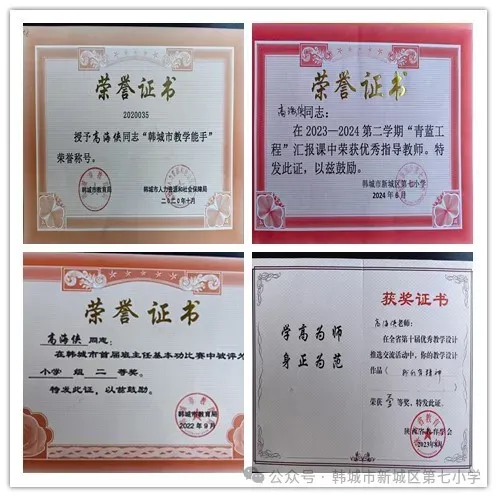 荣誉证书
2020035
授予高海侠同志“韩城市教学能手”
荣誉称号。
韩城市教育局
韩城市人力资源和社会保障局
二〇二〇年十月
荣誉证书
高海侠同志:
在2023—2024第二学期“青蓝工
程”汇报课中荣获优秀指导教师。特
发此证,以兹鼓励。
韩城市新城区第七小学
2024年6月
荣誉证书
高海侠 同志:
在韩城市首届班主任基本功比赛中被评为
小学 组 二 等奖。
特发此证,以兹鼓励。
韩城市教育局
2022年9月
学高为师
身正为范
获奖证书
高海侠老师:
在全省第十届优秀教学设计
推选交流活动中,你的教学设计
作品《
》
荣获 等奖,特发此证。
2023年8月
公众号 · 韩城市新城区第七小学